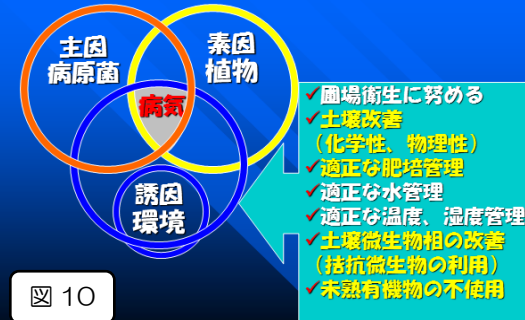 主因
病原菌
素因
植物
病気
誘因
環境
✓圃場衛生に努める
✓土壌改善
（化学性、物理性）
✓適正な肥培管理
✓適正な水管理
✓適正な温度、湿度管理
✓土壌微生物相の改善
（拮抗微生物の利用）
✓未熟有機物の不使用
図 10